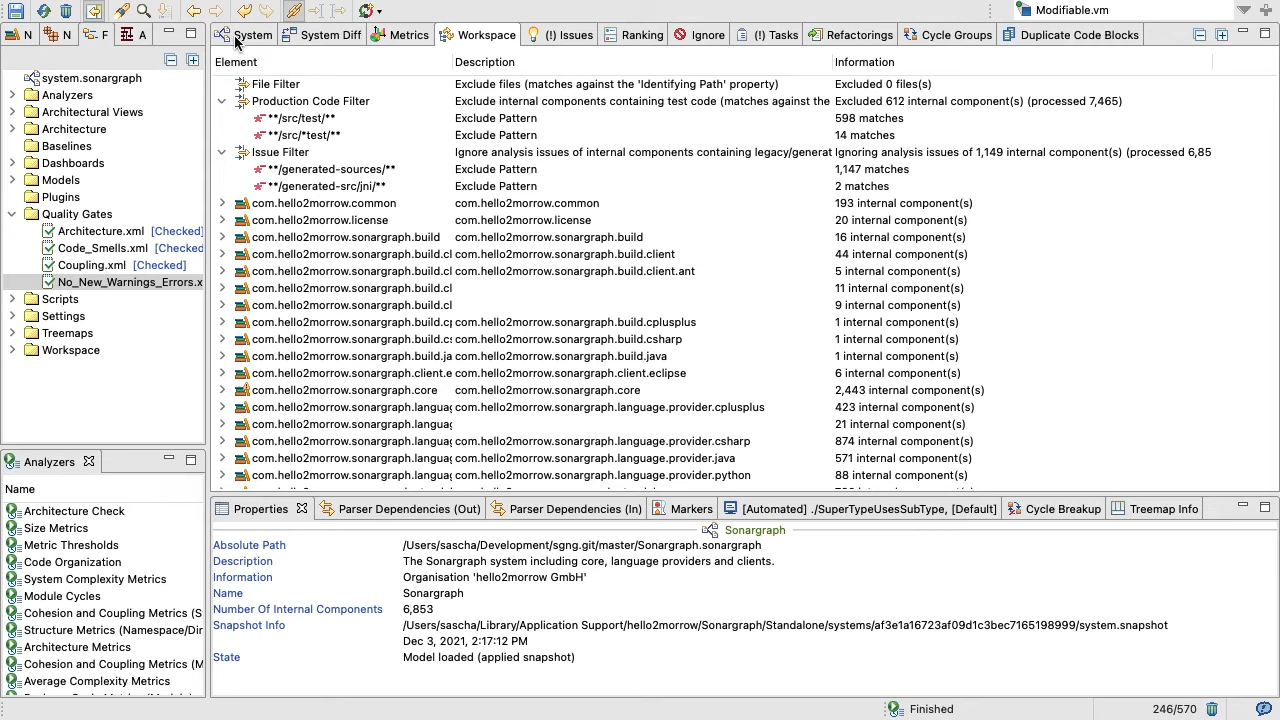 Modifiable.vm
N
N
F
A
System
System Diff
Metrics
Workspace
(!) Issues
Ranking
Ignore
(!) Tasks
Refactorings
Cycle Groups
Duplicate Code Blocks
system.sonargraph
Analyzers
Architectural Views
Architecture
Baselines
Dashboards
Models
Plugins
Quality Gates
Architecture.xml [Checked]
Code_Smells.xml [Checked
Coupling.xml [Checked]
No_New_Warnings_Errors.x
Scripts
Settings
Treemaps
Workspace
Element Description Information
File Filter Exclude files (matches against the 'Identifying Path' property) Excluded 0 files(s)
Production Code Filter Exclude internal components containing test code (matches against the Excluded 612 internal component(s) (processed 7,465)
**/src/test/** Exclude Pattern 598 matches
**/src/*test/** Exclude Pattern 14 matches
Issue Filter Ignore analysis issues of internal components containing legacy/generat Ignoring analysis issues of 1,149 internal component(s) (processed 6,85
**/generated-sources/** Exclude Pattern 1,147 matches
**/generated-src/jni/** Exclude Pattern 2 matches
com.hello2morrow.common com.hello2morrow.common 193 internal component(s)
com.hello2morrow.license com.hello2morrow.license 20 internal component(s)
com.hello2morrow.sonargraph.build com.hello2morrow.sonargraph.build 16 internal component(s)
com.hello2morrow.sonargraph.build.cl com.hello2morrow.sonargraph.build.client 44 internal component(s)
com.hello2morrow.sonargraph.build.cl com.hello2morrow.sonargraph.build.client.ant 5 internal component(s)
com.hello2morrow.sonargraph.build.cl 11 internal component(s)
com.hello2morrow.sonargraph.build.cl 9 internal component(s)
com.hello2morrow.sonargraph.build.cp com.hello2morrow.sonargraph.build.cplusplus 1 internal component(s)
com.hello2morrow.sonargraph.build.cs com.hello2morrow.sonargraph.build.csharp 1 internal component(s)
com.hello2morrow.sonargraph.build.ja com.hello2morrow.sonargraph.build.java 1 internal component(s)
com.hello2morrow.sonargraph.client.e com.hello2morrow.sonargraph.client.eclipse 6 internal component(s)
com.hello2morrow.sonargraph.core com.hello2morrow.sonargraph.core 2,443 internal component(s)
com.hello2morrow.sonargraph.languag com.hello2morrow.sonargraph.language.provider.cplusplus 423 internal component(s)
com.hello2morrow.sonargraph.languag 21 internal component(s)
com.hello2morrow.sonargraph.languag com.hello2morrow.sonargraph.language.provider.csharp 874 internal component(s)
com.hello2morrow.sonargraph.languag com.hello2morrow.sonargraph.language.provider.java 571 internal component(s)
com.hello2morrow.sonargraph.languag com.hello2morrow.sonargraph.language.provider.python 88 internal component(s)
Analyzers
Name
Architecture Check
Size Metrics
Metric Thresholds
Code Organization
System Complexity Metrics
Module Cycles
Cohesion and Coupling Metrics (S
Structure Metrics (Namespace/Dir
Architecture Metrics
Cohesion and Coupling Metrics (M
Average Complexity Metrics
Properties
Parser Dependencies (Out)
Parser Dependencies (In)
Markers
[Automated] ./SuperTypeUsesSubType, [Default]
Cycle Breakup
Treemap Info
Sonargraph
Absolute Path /Users/sascha/Development/sgng.git/master/Sonargraph.sonargraph
Description The Sonargraph system including core, language providers and clients.
Information Organisation 'hello2morrow GmbH'
Name Sonargraph
Number Of Internal Components 6,853
Snapshot Info /Users/sascha/Library/Application Support/hello2morrow/Sonargraph/Standalone/systems/af3e1a16723af09d1c3bec7165198999/system.snapshot
Dec 3, 2021, 2:17:12 PM
State Model loaded (applied snapshot)
Finished
246/570